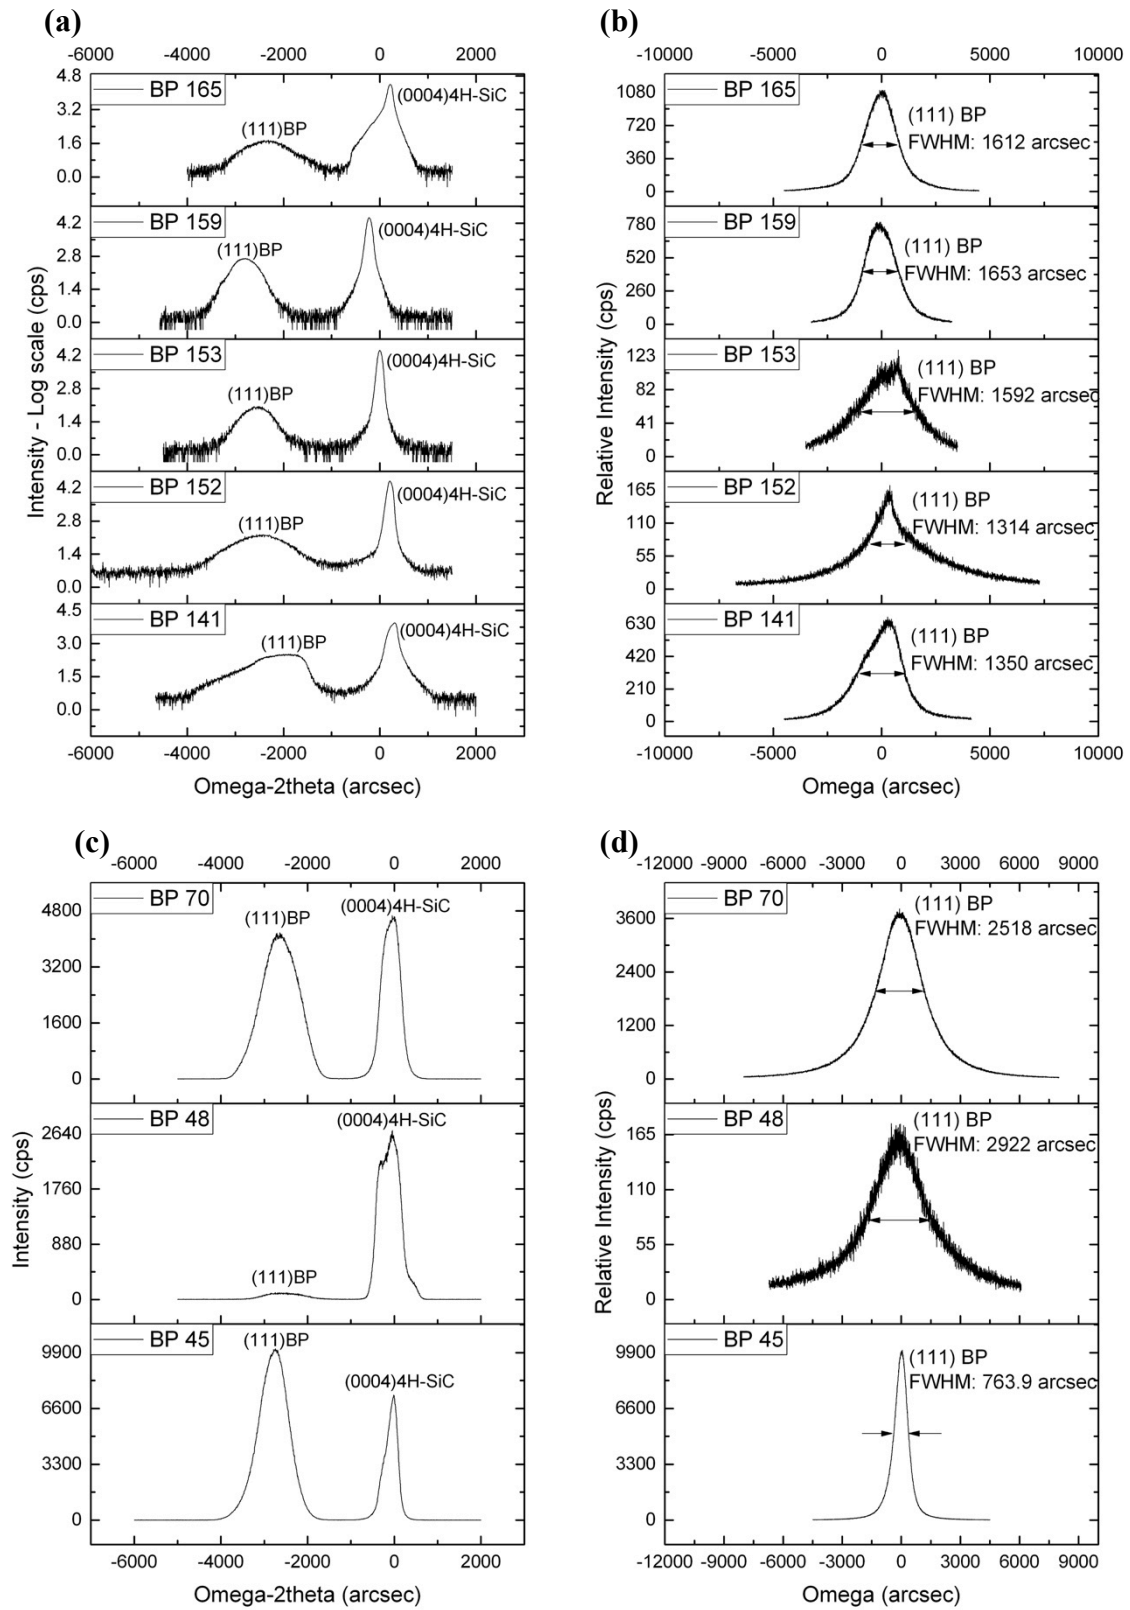 (a)
-6000 -4000 -2000 0 2000
BP 165
4.8
3.2
1.6
0.0
(111)BP
(0004)4H-SiC
BP 159
4.2
2.8
1.4
0.0
(111)BP
(0004)4H-SiC
BP 153
4.2
2.8
1.4
0.0
(111)BP
(0004)4H-SiC
BP 152
4.2
2.8
1.4
0.0
(111)BP
(0004)4H-SiC
BP 141
4.5
3.0
1.5
0.0
(111)BP
(0004)4H-SiC
Intensity - Log scale (cps)
-6000 -4000 -2000 0 2000
Omega-2theta (arcsec)
(b)
-10000 -5000 0 5000 10000
BP 165
1080
720
360
0
(111) BP
FWHM: 1612 arcsec
BP 159
780
520
260
0
(111) BP
FWHM: 1653 arcsec
BP 153
123
82
41
0
(111) BP
FWHM: 1592 arcsec
BP 152
165
110
55
0
(111) BP
FWHM: 1314 arcsec
BP 141
630
420
210
0
(111) BP
FWHM: 1350 arcsec
Relative Intensity (cps)
-10000 -5000 0 5000 10000
Omega (arcsec)
(c)
-6000 -4000 -2000 0 2000
BP 70
4800
3200
1600
0
(111)BP
(0004)4H-SiC
BP 48
2640
1760
880
0
(111)BP
(0004)4H-SiC
BP 45
9900
6600
3300
0
(111)BP
(0004)4H-SiC
Intensity (cps)
-6000 -4000 -2000 0 2000
Omega-2theta (arcsec)
(d)
-12000 -9000 -6000 -3000 0 3000 6000 9000
BP 70
3600
2400
1200
0
(111) BP
FWHM: 2518 arcsec
BP 48
165
110
55
0
(111) BP
FWHM: 2922 arcsec
BP 45
9900
6600
3300
0
(111) BP
FWHM: 763.9 arcsec
Relative Intensity (cps)
-12000 -9000 -6000 -3000 0 3000 6000 9000
Omega (arcsec)